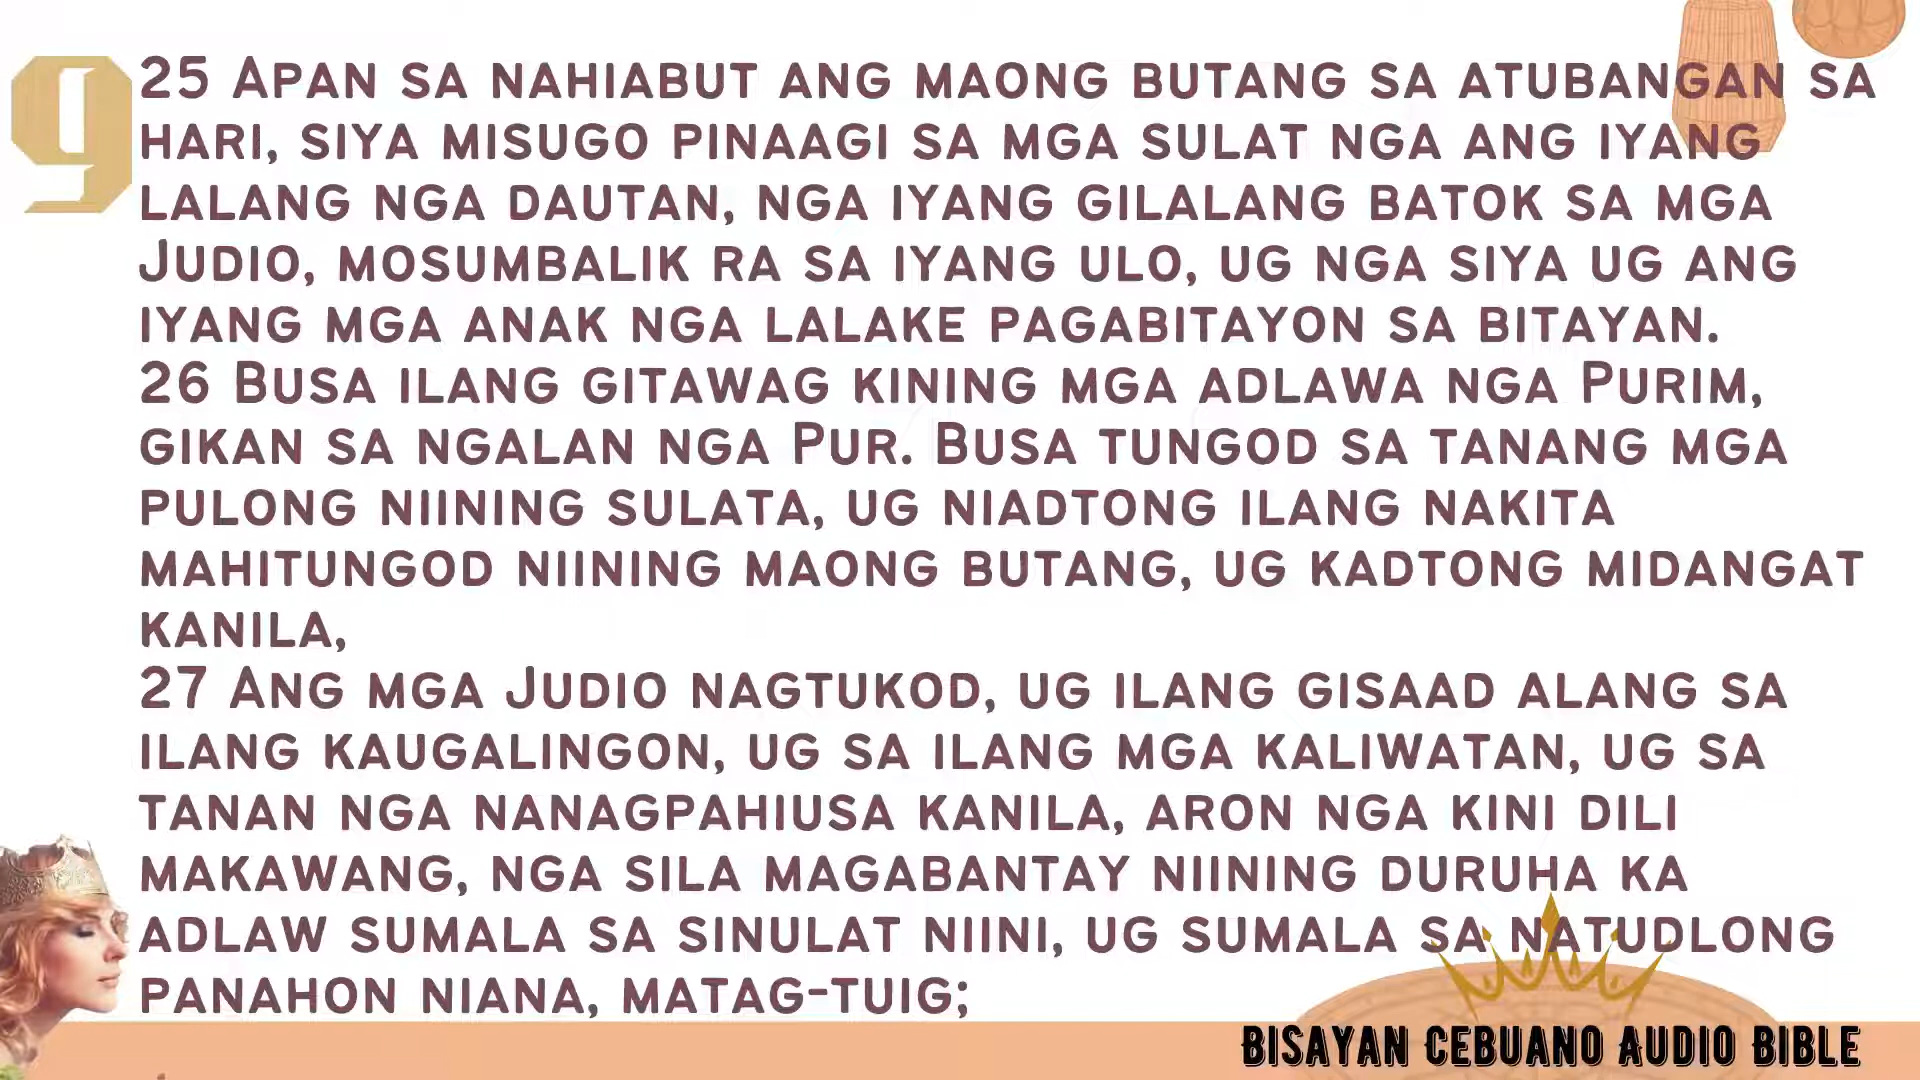 9
25 Apan sa nahiabut ang maong butang sa atubangan sa
hari, siya misugo pinaagi sa mga sulat nga ang iyang
lalang nga dautan, nga iyang gilalang batok sa mga
Judio, mosumbalik ra sa iyang ulo, ug nga siya ug ang
iyang mga anak nga lalake pagabitayon sa bitayan.
26 Busa ilang gitawag kining mga adlawa nga Purim,
gikan sa ngalan nga Pur. Busa tungod sa tanang mga
pulong niining sulata, ug niadtong ilang nakita
mahitungod niining maong butang, ug kadtong midangat
kanila,
27 Ang mga Judio nagtukod, ug ilang gisaad alang sa
ilang kaugalingon, ug sa ilang mga kaliwatan, ug sa
tanan nga nanagpahiusa kanila, aron nga kini dili
makawang, nga sila magabantay niining duruha ka
adlaw sumala sa sinulat niini, ug sumala sa natudlong
panahon niana, matag-tuig;
BISAYAN CEBUANO AUDIO BIBLE